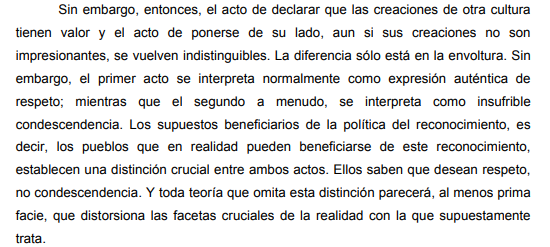 Sin embargo, entonces, el acto de declarar que las creaciones de otra cultura
tienen valor y el acto de ponerse de su lado, aun si sus creaciones no son
impresionantes, se vuelven indistinguibles. La diferencia sólo está en la envoltura. Sin
embargo, el primer acto se interpreta normalmente como expresión auténtica de
respeto; mientras que el segundo a menudo, se interpreta como insufrible
condescendencia. Los supuestos beneficiarios de la política del reconocimiento, es
decir, los pueblos que en realidad pueden beneficiarse de este reconocimiento,
establecen una distinción crucial entre ambos actos. Ellos saben que desean respeto,
no condescendencia. Y toda teoría que omita esta distinción parecerá, al menos prima
facie, que distorsiona las facetas cruciales de la realidad con la que supuestamente
trata.